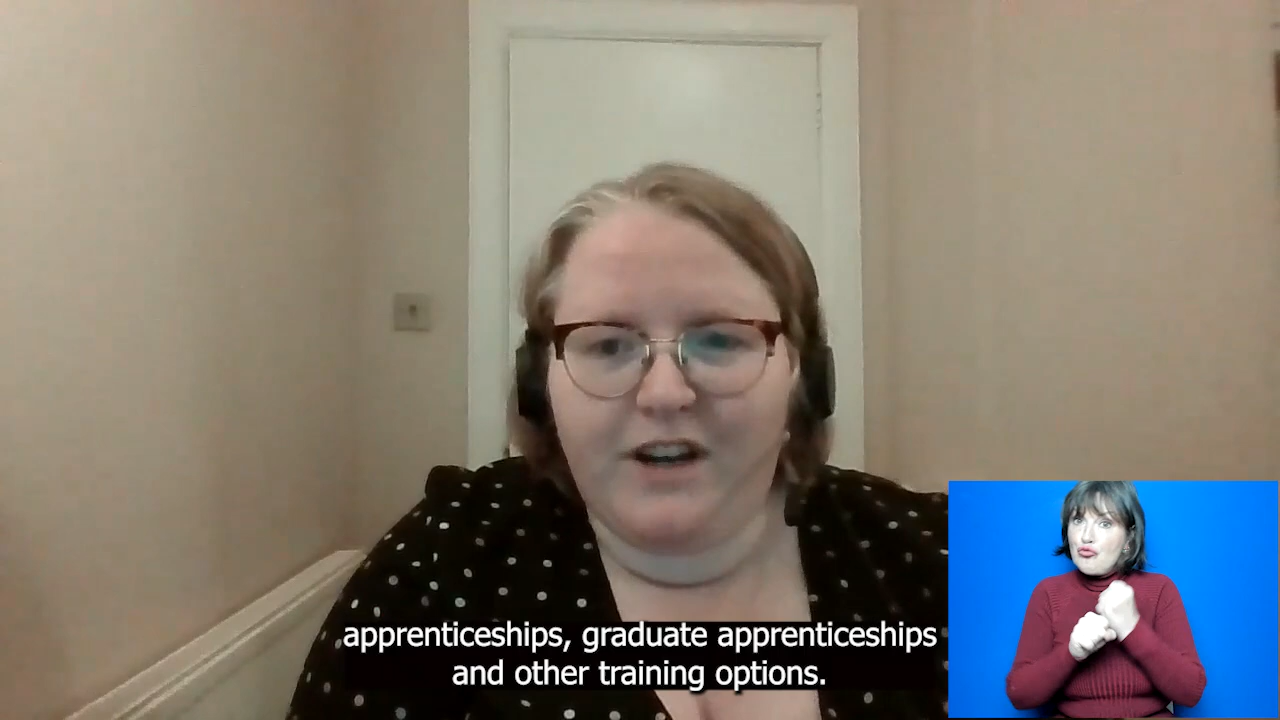 apprenticeships, graduate apprenticeships
and other training options.